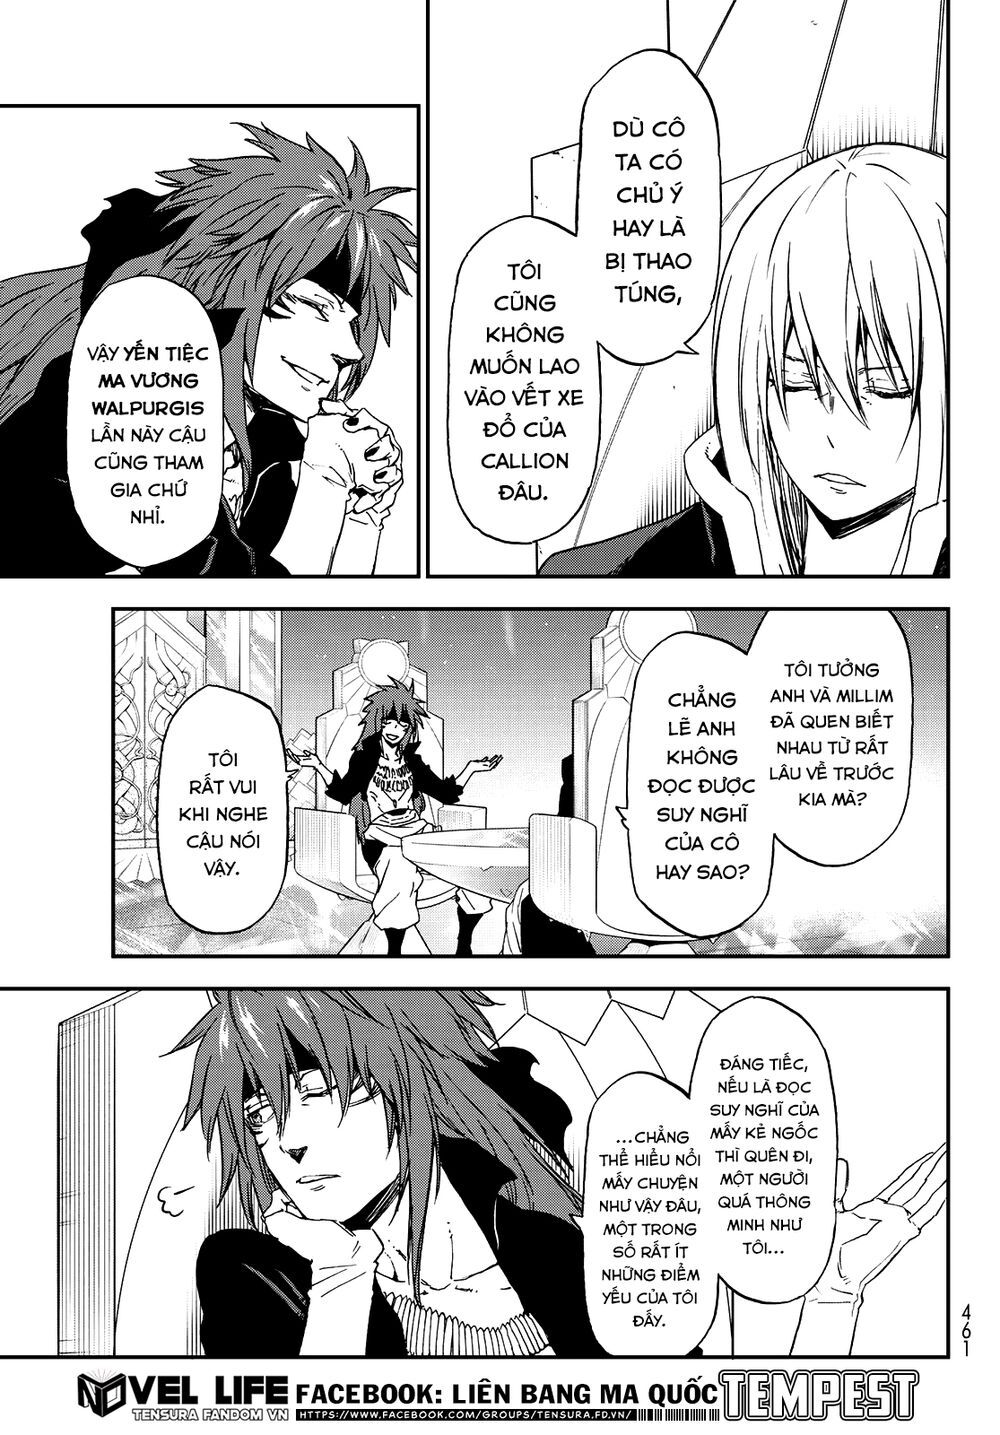 DÙ CÔ
TA CÓ
CHỦ Ý
HAY LÀ
BỊ THAO
TÚNG,
TÔI
CŨNG
KHÔNG
MUỐN LAO
VÀO VẾT XE
ĐỔ CỦA
CALLION
ĐÂU.
VẬY YẾN TIỆC
MA VƯƠNG
WALPURGIS
LẦN NÀY CẬU
CŨNG THAM
GIA CHỨ
NHỈ.
TÔI TƯỞNG
ANH VÀ MILLIM
ĐÃ QUEN BIẾT
NHAU TỪ RẤT
LÂU VỀ TRƯỚC
KIA MÀ?
CHẲNG
LẼ ANH
KHÔNG
ĐỌC ĐƯỢC
SUY NGHĨ
CỦA CÔ
HAY SAO?
TÔI
RẤT VUI
KHI NGHE
CẬU NÓI
VẬY.
ĐÁNG TIẾC,
NẾU LÀ ĐỌC
SUY NGHĨ CỦA
MẤY KẺ NGỐC
THÌ QUÊN ĐI,
MỘT NGƯỜI
QUÁ THÔNG
MINH NHƯ
TÔI...
...CHẲNG
THỂ HIỂU NỔI
MẤY CHUYỆN
NHƯ VẬY ĐÂU,
MỘT TRONG
SỐ RẤT ÍT
NHỮNG ĐIỂM
YẾU CỦA TÔI
ĐẤY.
461
NOVEL LIFE
TENSURA FANDOM VN
FACEBOOK: LIÊN BANG MA QUỐC TEMPEST
HTTPS://WWW.FACEBOOK.COM/GROUPS/TENSURA.FD.VN/